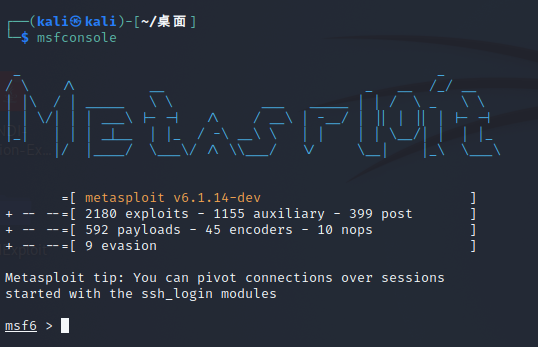 ┌──(kali㉿kali)-[~/桌面]
└─$ msfconsole
=[ metasploit v6.1.14-dev ]
+ -- --=[ 2180 exploits - 1155 auxiliary - 399 post ]
+ -- --=[ 592 payloads - 45 encoders - 10 nops ]
+ -- --=[ 9 evasion ]
Metasploit tip: You can pivot connections over sessions
started with the ssh_login modules
msf6 >